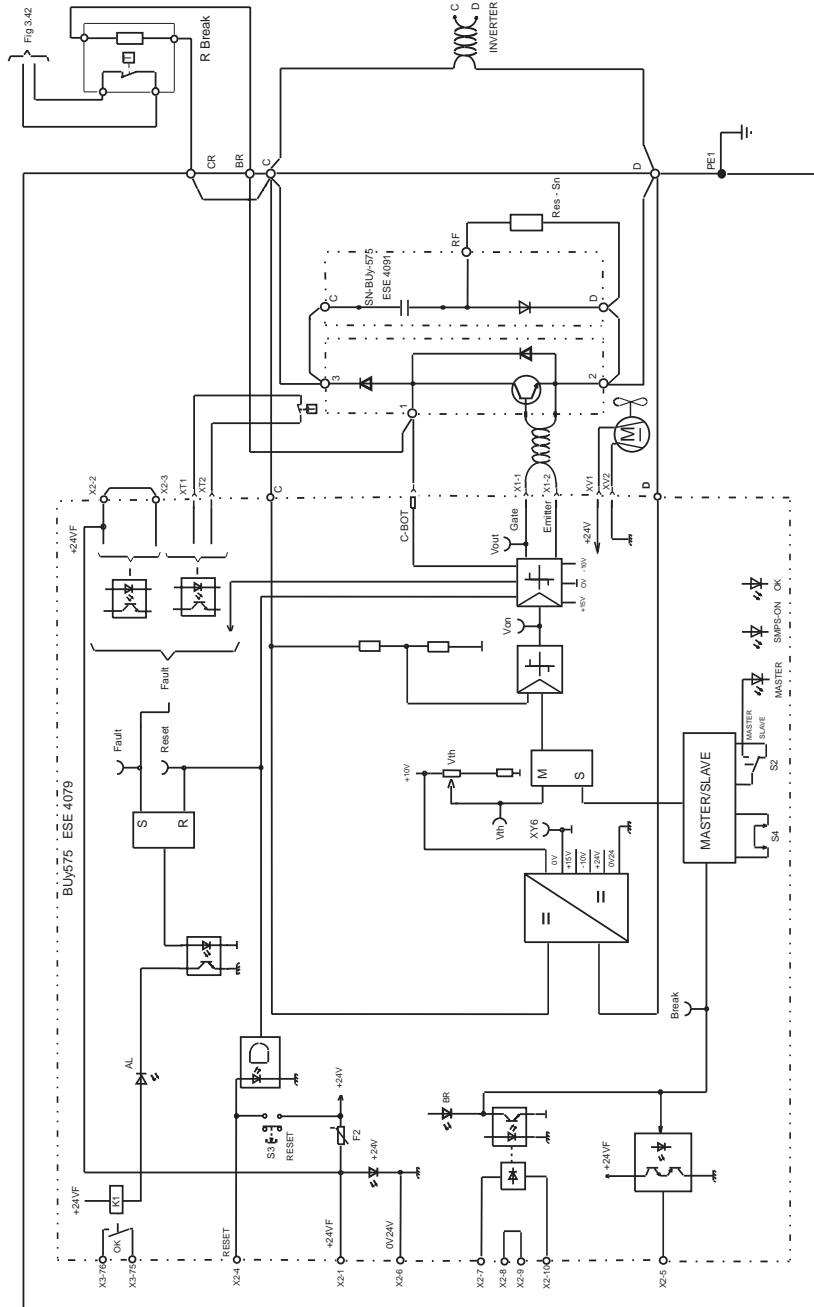 Fig 3.42
R Break
C
D
INVERTER
CR
BR
C
D
PE1
RF
Res - Sn
SN-BUy-575
ESE 4091
C
D
3
2
1
M
X2-2
X2-3
XT1
XT2
C
C-BOT
X1-1
X1-2
XV1
XV2
D
+24VF
Gate
Emitter
+24V
Vout
Von
+15V
0V
-10V
Fault
Fault
Reset
BUy575 ESE 4079
S
R
+10V
Vth
Vth
M
S
XY6
0V
+15V
-10V
+24V
0V24
=
=
MASTER/SLAVE
MASTER
SLAVE
S2
S4
MASTER
SMPS-ON
OK
Break
AL
+24VF
K1
OK
X3-76
X3-75
RESET
X2-4
S3
RESET
F2
+24V
+24V
+24VF
X2-1
0V24V
X2-6
BR
X2-7
X2-8
X2-9
X2-10
+24VF
X2-5